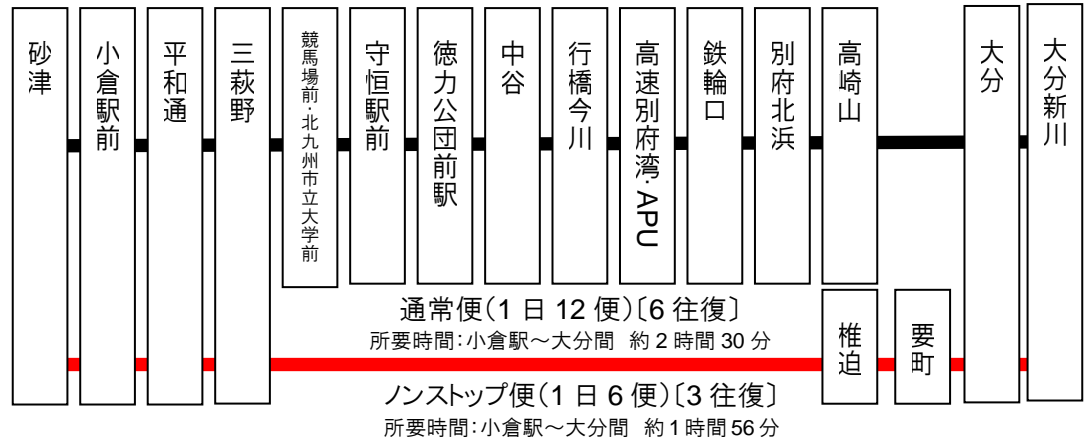 砂津
小倉駅前
平和通
三萩野
競馬場前・北九州市立大学前
守恒駅前
徳力公団前駅
中谷
行橋今川
高速別府湾・APU
鉄輪口
別府北浜
高崎山
大分
大分新川
通常便(1日12便)〔6往復〕
所要時間:小倉駅~大分間 約2時間30分
椎迫
要町
ノンストップ便(1日6便)〔3往復〕
所要時間:小倉駅~大分間 約1時間56分